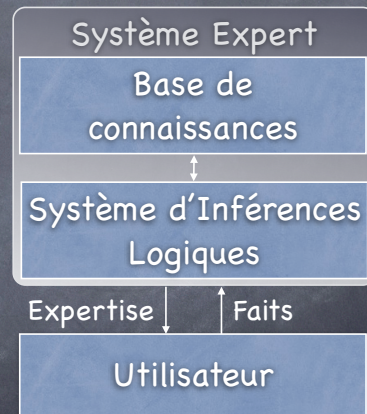 Système Expert
Base de
connaissances
Système d'Inférences
Logiques
Expertise
Faits
Utilisateur